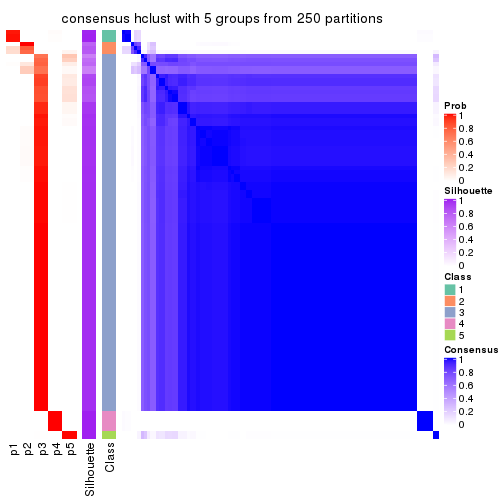 consensus hclust with 5 groups from 250 partitions
Prob
1
0.8
0.6
0.4
0.2
0
Silhouette
1
0.8
0.6
0.4
0.2
0
Class
1
2
3
4
5
Consensus
1
0.8
0.6
0.4
0.2
0
p1
p2
p3
p4
p5
Silhouette
Class